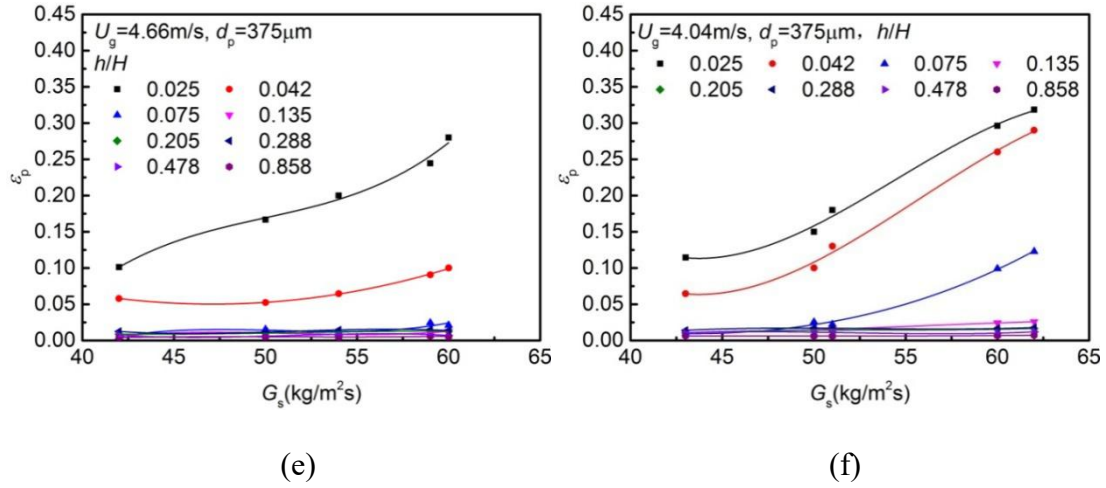 0.45
0.40
0.35
0.30
0.25
0.20
0.15
0.10
0.05
0.00
εp
Ug=4.66m/s, dp=375μm
h/H
0.025 0.042
0.075 0.135
0.205 0.288
0.478 0.858
40 45 50 55 60 65
Gs(kg/m²s)
(e)
0.45
0.40
0.35
0.30
0.25
0.20
0.15
0.10
0.05
0.00
εp
Ug=4.04m/s, dp=375μm, h/H
0.025 0.042 0.075 0.135
0.205 0.288 0.478 0.858
40 45 50 55 60 65
Gs(kg/m²s)
(f)